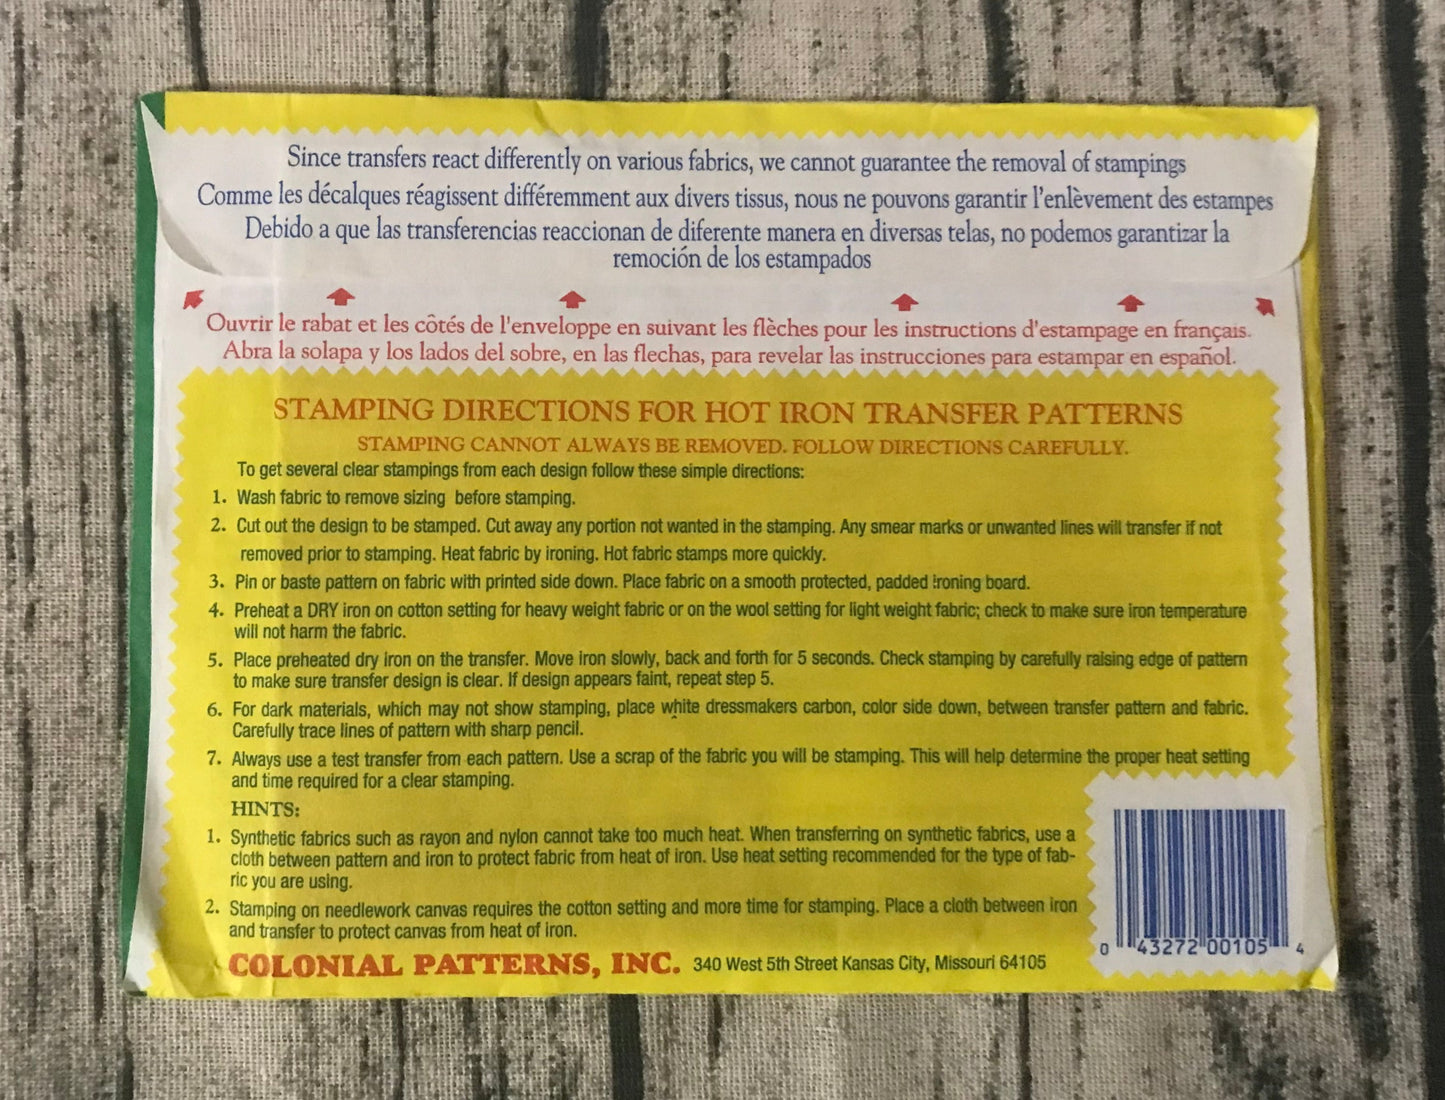 Since transfers react differently on various fabrics, we cannot guarantee the removal of stampings
Comme les décalques réagissent différemment aux divers tissus, nous ne pouvons garantir l'enlèvement des estampes
Debido a que las transferencias reaccionan de diferente manera en diversas telas, no podemos garantizar la
remoción de los estampados
Ouvrir le rabat et les côtés de l'enveloppe en suivant les flèches pour les instructions d'estampage en français.
Abra la solapa y los lados del sobre, en las flechas, para revelar las instrucciones para estampar en español.
STAMPING DIRECTIONS FOR HOT IRON TRANSFER PATTERNS
STAMPING CANNOT ALWAYS BE REMOVED. FOLLOW DIRECTIONS CAREFULLY.
To get several clear stampings from each design follow these simple directions:
1. Wash fabric to remove sizing before stamping.
2. Cut out the design to be stamped. Cut away any portion not wanted in the stamping. Any smear marks or unwanted lines will transfer if not
removed prior to stamping. Heat fabric by ironing. Hot fabric stamps more quickly.
3. Pin or baste pattern on fabric with printed side down. Place fabric on a smooth protected, padded ironing board.
4. Preheat a DRY iron on cotton setting for heavy weight fabric or on the wool setting for light weight fabric; check to make sure iron temperature
will not harm the fabric.
5. Place preheated dry iron on the transfer. Move iron slowly, back and forth for 5 seconds. Check stamping by carefully raising edge of pattern
to make sure transfer design is clear. If design appears faint, repeat step 5.
6. For dark materials, which may not show stamping, place white dressmakers carbon, color side down, between transfer pattern and fabric.
Carefully trace lines of pattern with sharp pencil.
7. Always use a test transfer from each pattern. Use a scrap of the fabric you will be stamping. This will help determine the proper heat setting
and time required for a clear stamping.
HINTS:
1. Synthetic fabrics such as rayon and nylon cannot take too much heat. When transferring on synthetic fabrics, use a
cloth between pattern and iron to protect fabric from heat of iron. Use heat setting recommended for the type of fab-
ric you are using.
2. Stamping on needlework canvas requires the cotton setting and more time for stamping. Place a cloth between iron
and transfer to protect canvas from heat of iron.
COLONIAL PATTERNS, INC. 340 West 5th Street Kansas City, Missouri 64105
0 43272 00105 4